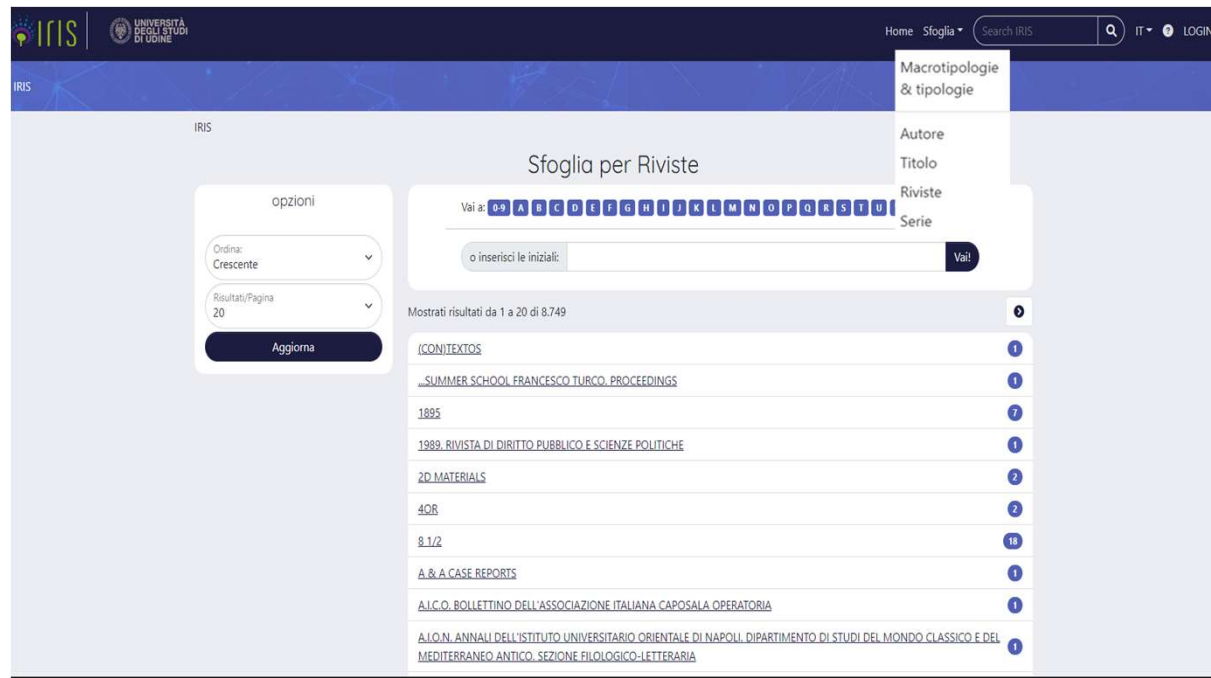 IRIS
UNIVERSITÀ
DEGLI STUDI
DI UDINE
Home Sfoglia Search IRIS IT LOGIN
Macrotipologie
& tipologie
Autore
Titolo
Riviste
Serie
IRIS
IRIS
Sfoglia per Riviste
opzioni
Ordina:
Crescente
Risultati/Pagina
20
Aggiorna
Vai a: 0-9 A B C D E F G H I J K L M N O P Q R S T U
o inserisci le iniziali: Vai!
Mostrati risultati da 1 a 20 di 8.749
(CON)TEXTOS 1
...SUMMER SCHOOL FRANCESCO TURCO. PROCEEDINGS 1
1895 7
1989. RIVISTA DI DIRITTO PUBBLICO E SCIENZE POLITICHE 1
2D MATERIALS 2
4OR 2
8 1/2 18
A & A CASE REPORTS 1
A.I.C.O. BOLLETTINO DELL'ASSOCIAZIONE ITALIANA CAPOSALA OPERATORIA 1
A.I.O.N. ANNALI DELL'ISTITUTO UNIVERSITARIO ORIENTALE DI NAPOLI. DIPARTIMENTO DI STUDI DEL MONDO CLASSICO E DEL
MEDITERRANEO ANTICO. SEZIONE FILOLOGICO-LETTERARIA 1